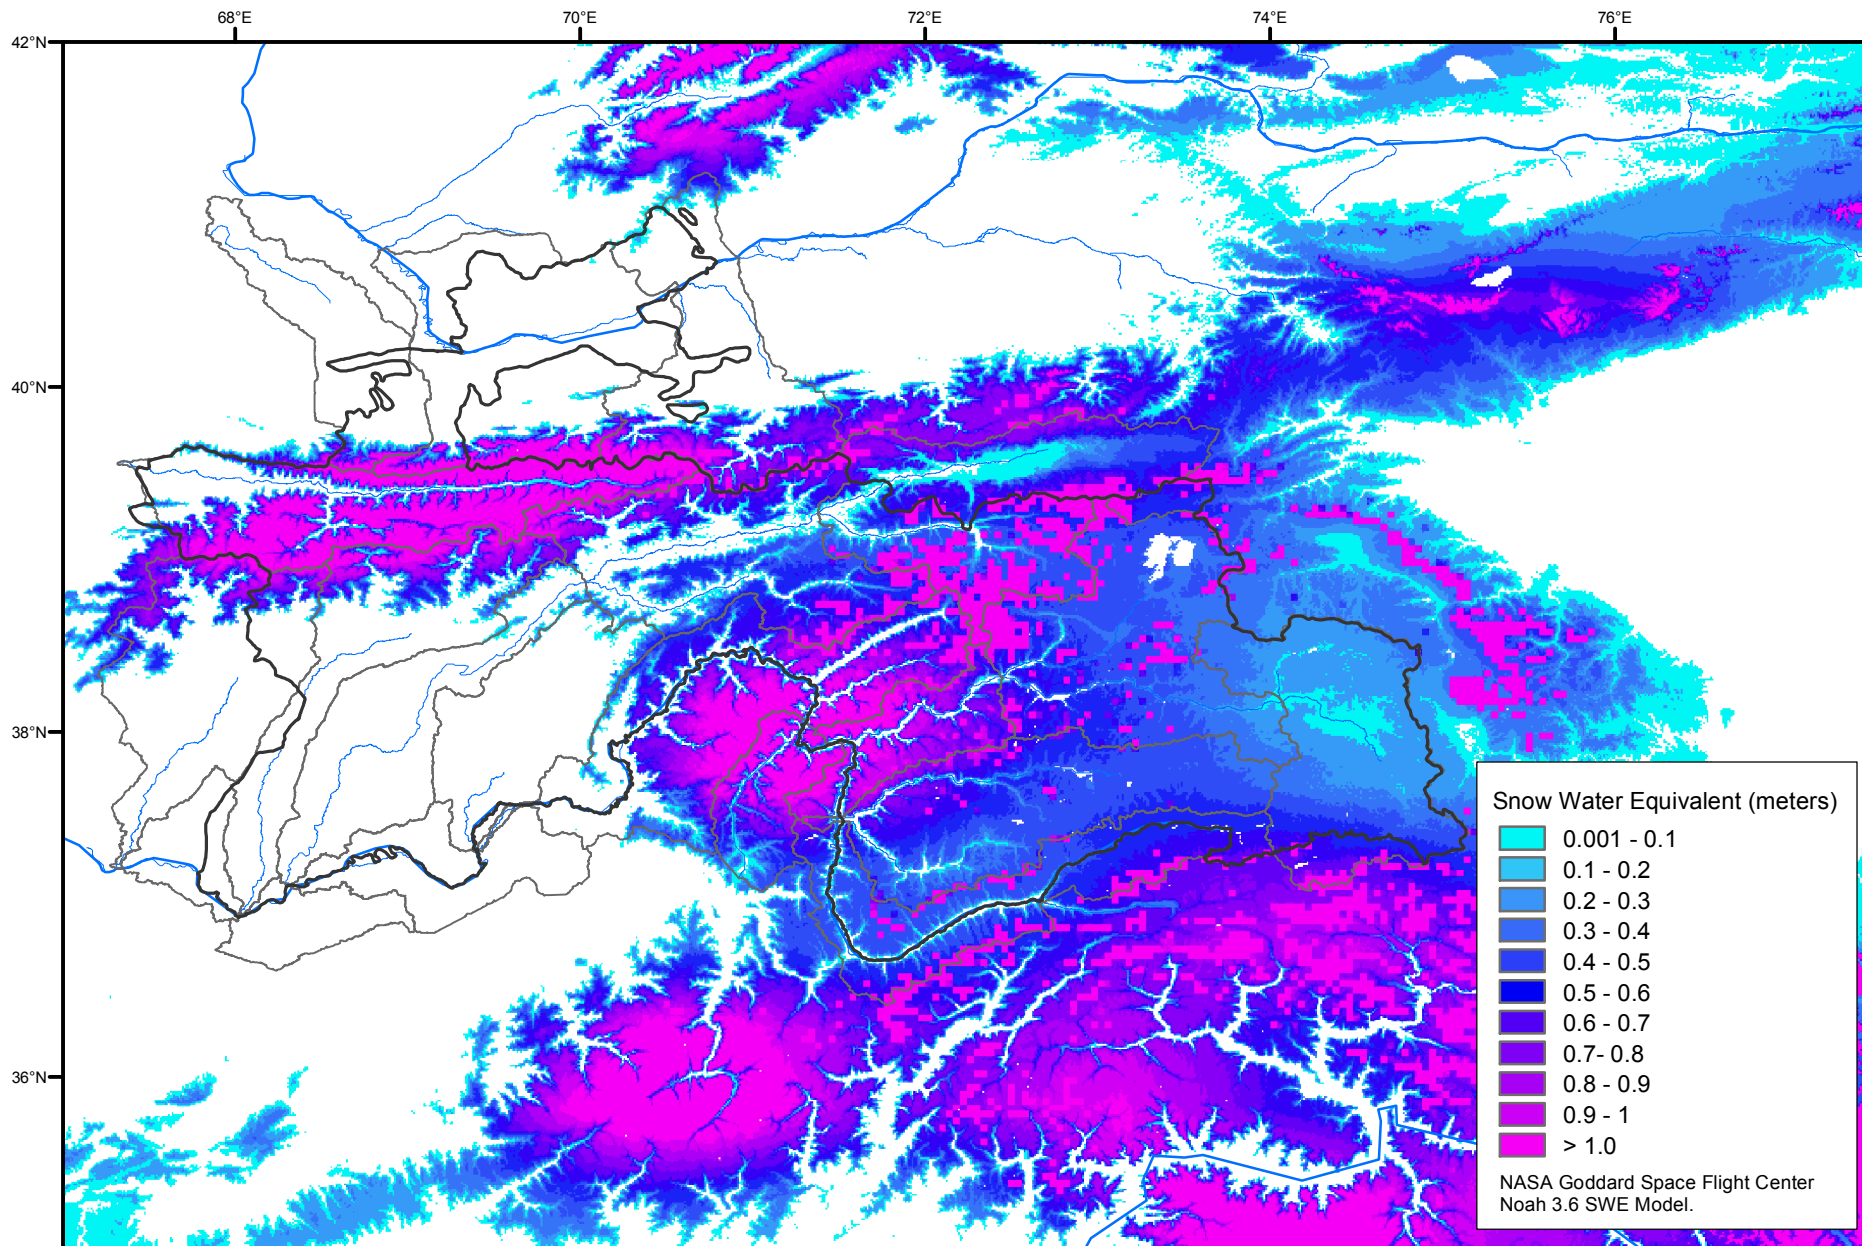 68°E
70°E
72°E
74°E
76°E
42°N
40°N
38°N
36°N
Snow Water Equivalent (meters)
0.001 - 0.1
0.1 - 0.2
0.2 - 0.3
0.3 - 0.4
0.4 - 0.5
0.5 - 0.6
0.6 - 0.7
0.7- 0.8
0.8 - 0.9
0.9 - 1
> 1.0
NASA Goddard Space Flight Center
Noah 3.6 SWE Model.